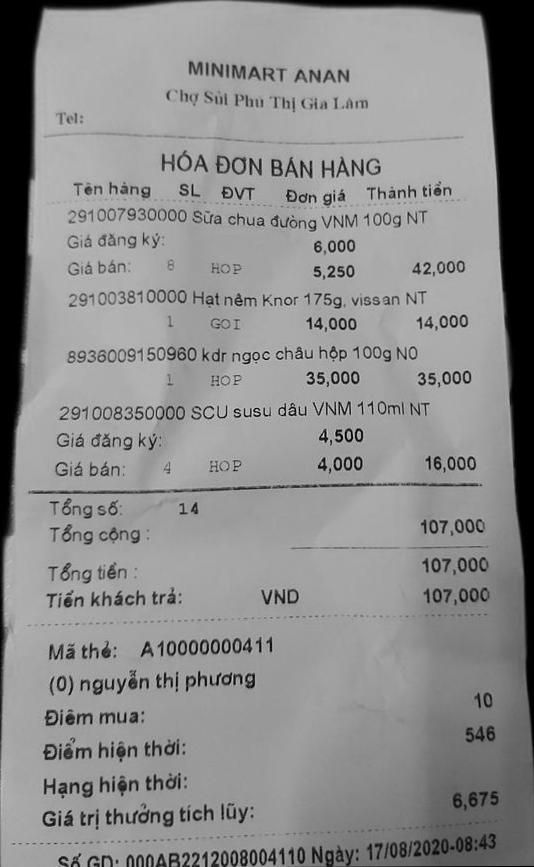 MINIMART ANAN
Chợ Sủi Phú Thị Gia Lâm
Tel:
HÓA ĐƠN BÁN HÀNG
Tên hàng SL ĐVT Đơn giá Thành tiền
291007930000 Sữa chua đường VNM 100g NT
Giá đăng ký: 6,000
Giá bán: 8 HOP 5,250 42,000
291003810000 Hạt nêm Knor 175g, vissan NT
1 GOI 14,000 14,000
8936009150960 kdr ngọc châu hộp 100g N0
1 HOP 35,000 35,000
291008350000 SCU susu dâu VNM 110ml NT
Giá đăng ký: 4,500
Giá bán: 4 HOP 4,000 16,000
Tổng số: 14
Tổng cộng : 107,000
Tổng tiền : 107,000
Tiền khách trả: VND 107,000
Mã thẻ: A10000000411
(0) nguyễn thị phương
Điểm mua: 10
Điểm hiện thời: 546
Hạng hiện thời:
Giá trị thưởng tích lũy: 6,675
Số GD: 000AB2212008004110 Ngày: 17/08/2020-08:43